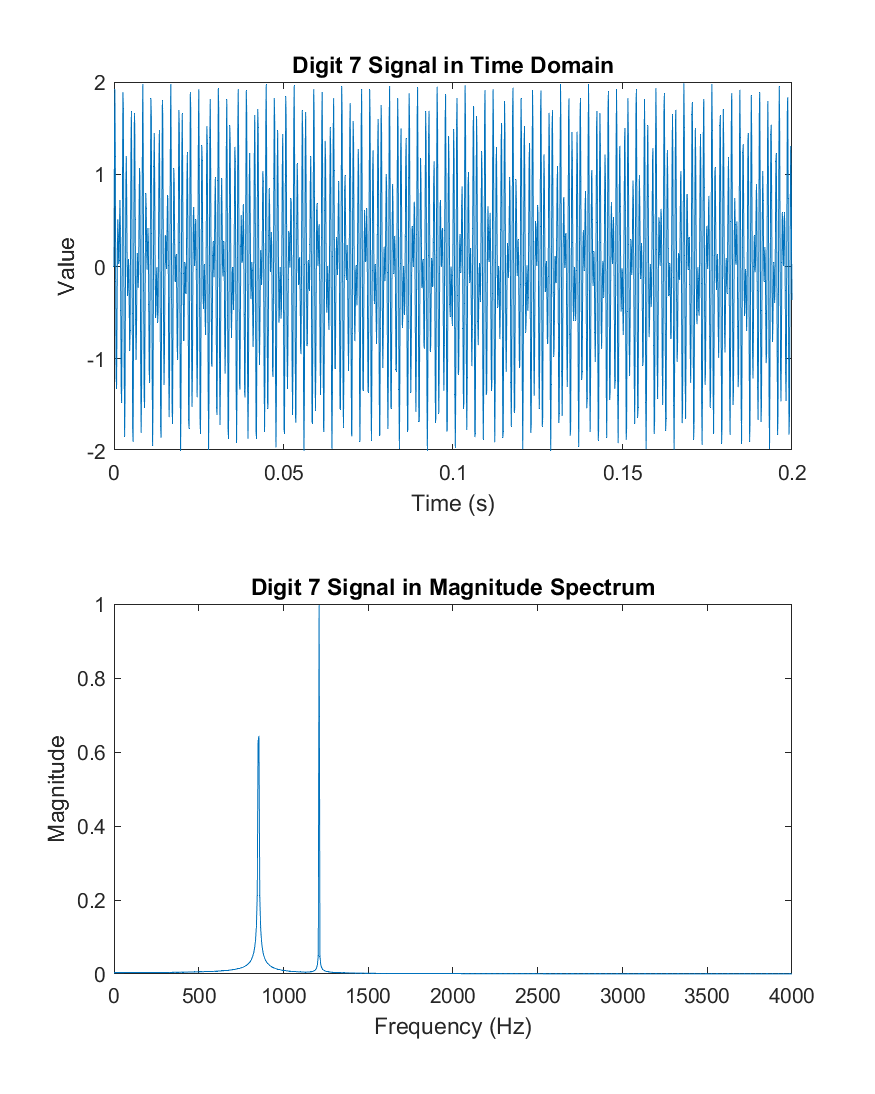 Digit 7 Signal in Time Domain
2
1
0
-1
-2
Value
0 0.05 0.1 0.15 0.2
Time (s)
Digit 7 Signal in Magnitude Spectrum
1
0.8
0.6
0.4
0.2
0
Magnitude
0 500 1000 1500 2000 2500 3000 3500 4000
Frequency (Hz)